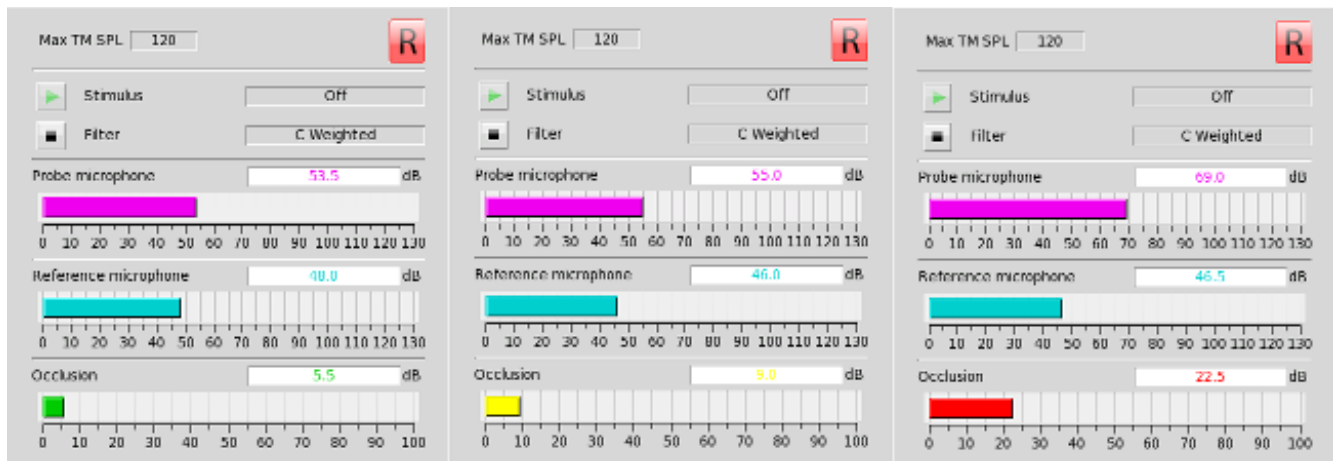 Max TM SPL 120 R
Stimulus Off
Filter C Weighted
Probe microphone 53.5 dB
0 10 20 30 40 50 60 70 80 90 100 110 130
Reference microphone 48.0 dB
0 10 20 30 40 50 60 70 80 90 100 110 120 130
Occlusion 5.5 dB
0 10 20 30 40 50 60 70 80 90 100
Max TM SPL 120 R
Stimulus Off
Filter C Weighted
Probe microphone 55.0 dB
0 10 20 30 40 50 60 70 80 90 100 110 120 130
Reference microphone 46.0 dB
0 10 20 30 40 50 60 70 80 90 100 110 120 130
Occlusion 9.0 dB
0 10 20 30 40 50 60 70 80 90 100
Max TM SPL 120 R
Stimulus Off
Filter C Weighted
Probe microphone 69.0 dB
0 10 20 30 40 50 60 70 80 90 100 110 120 130
Reference microphone 46.5 dB
0 10 20 30 40 50 60 70 80 90 100 110 120 130
Occlusion 22.5 dB
0 10 20 30 40 50 60 70 80 90 100